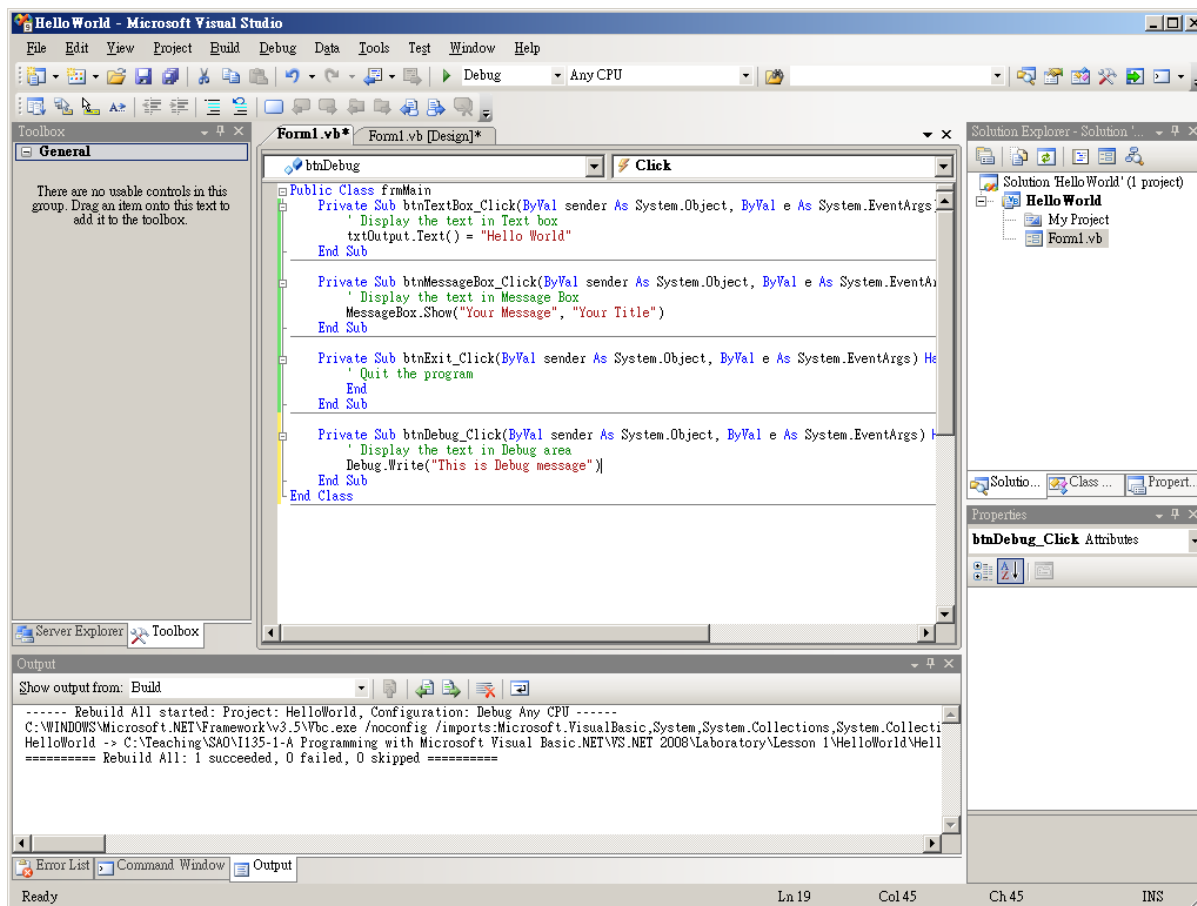 HelloWorld - Microsoft Visual Studio
File Edit View Project Build Debug Data Tools Test Window Help
Debug Any CPU
Toolbox
General
There are no usable controls in this
group. Drag an item onto this text to
add it to the toolbox.
Server Explorer Toolbox
Form1.vb* Form1.vb [Design]*
btnDebug Click
Public Class frmMain
Private Sub btnTextBox_Click(ByVal sender As System.Object, ByVal e As System.EventArgs)
' Display the text in Text box
txtOutput.Text() = "Hello World"
End Sub
Private Sub btnMessageBox_Click(ByVal sender As System.Object, ByVal e As System.EventAr
' Display the text in Message Box
MessageBox.Show("Your Message", "Your Title")
End Sub
Private Sub btnExit_Click(ByVal sender As System.Object, ByVal e As System.EventArgs) Ha
' Quit the program
End
End Sub
Private Sub btnDebug_Click(ByVal sender As System.Object, ByVal e As System.EventArgs) H
' Display the text in Debug area
Debug.Write("This is Debug message")
End Sub
End Class
Solution Explorer - Solution '...
Solution 'HelloWorld' (1 project)
HelloWorld
My Project
Form1.vb
Solutio... Class ... Propert...
Properties
btnDebug_Click Attributes
Output
Show output from: Build
------ Rebuild All started: Project: HelloWorld, Configuration: Debug Any CPU ------
C:\WINDOWS\Microsoft.NET\Framework\v3.5\Vbc.exe /noconfig /imports:Microsoft.VisualBasic,System,System.Collections,System.Collecti
HelloWorld -> C:\Teaching\SAO\I135-1-A Programming with Microsoft Visual Basic.NET\VS.NET 2008\Laboratory\Lesson 1\HelloWorld\Hell
========== Rebuild All: 1 succeeded, 0 failed, 0 skipped ==========
Error List Command Window Output
Ready Ln 19 Col 45 Ch 45 INS